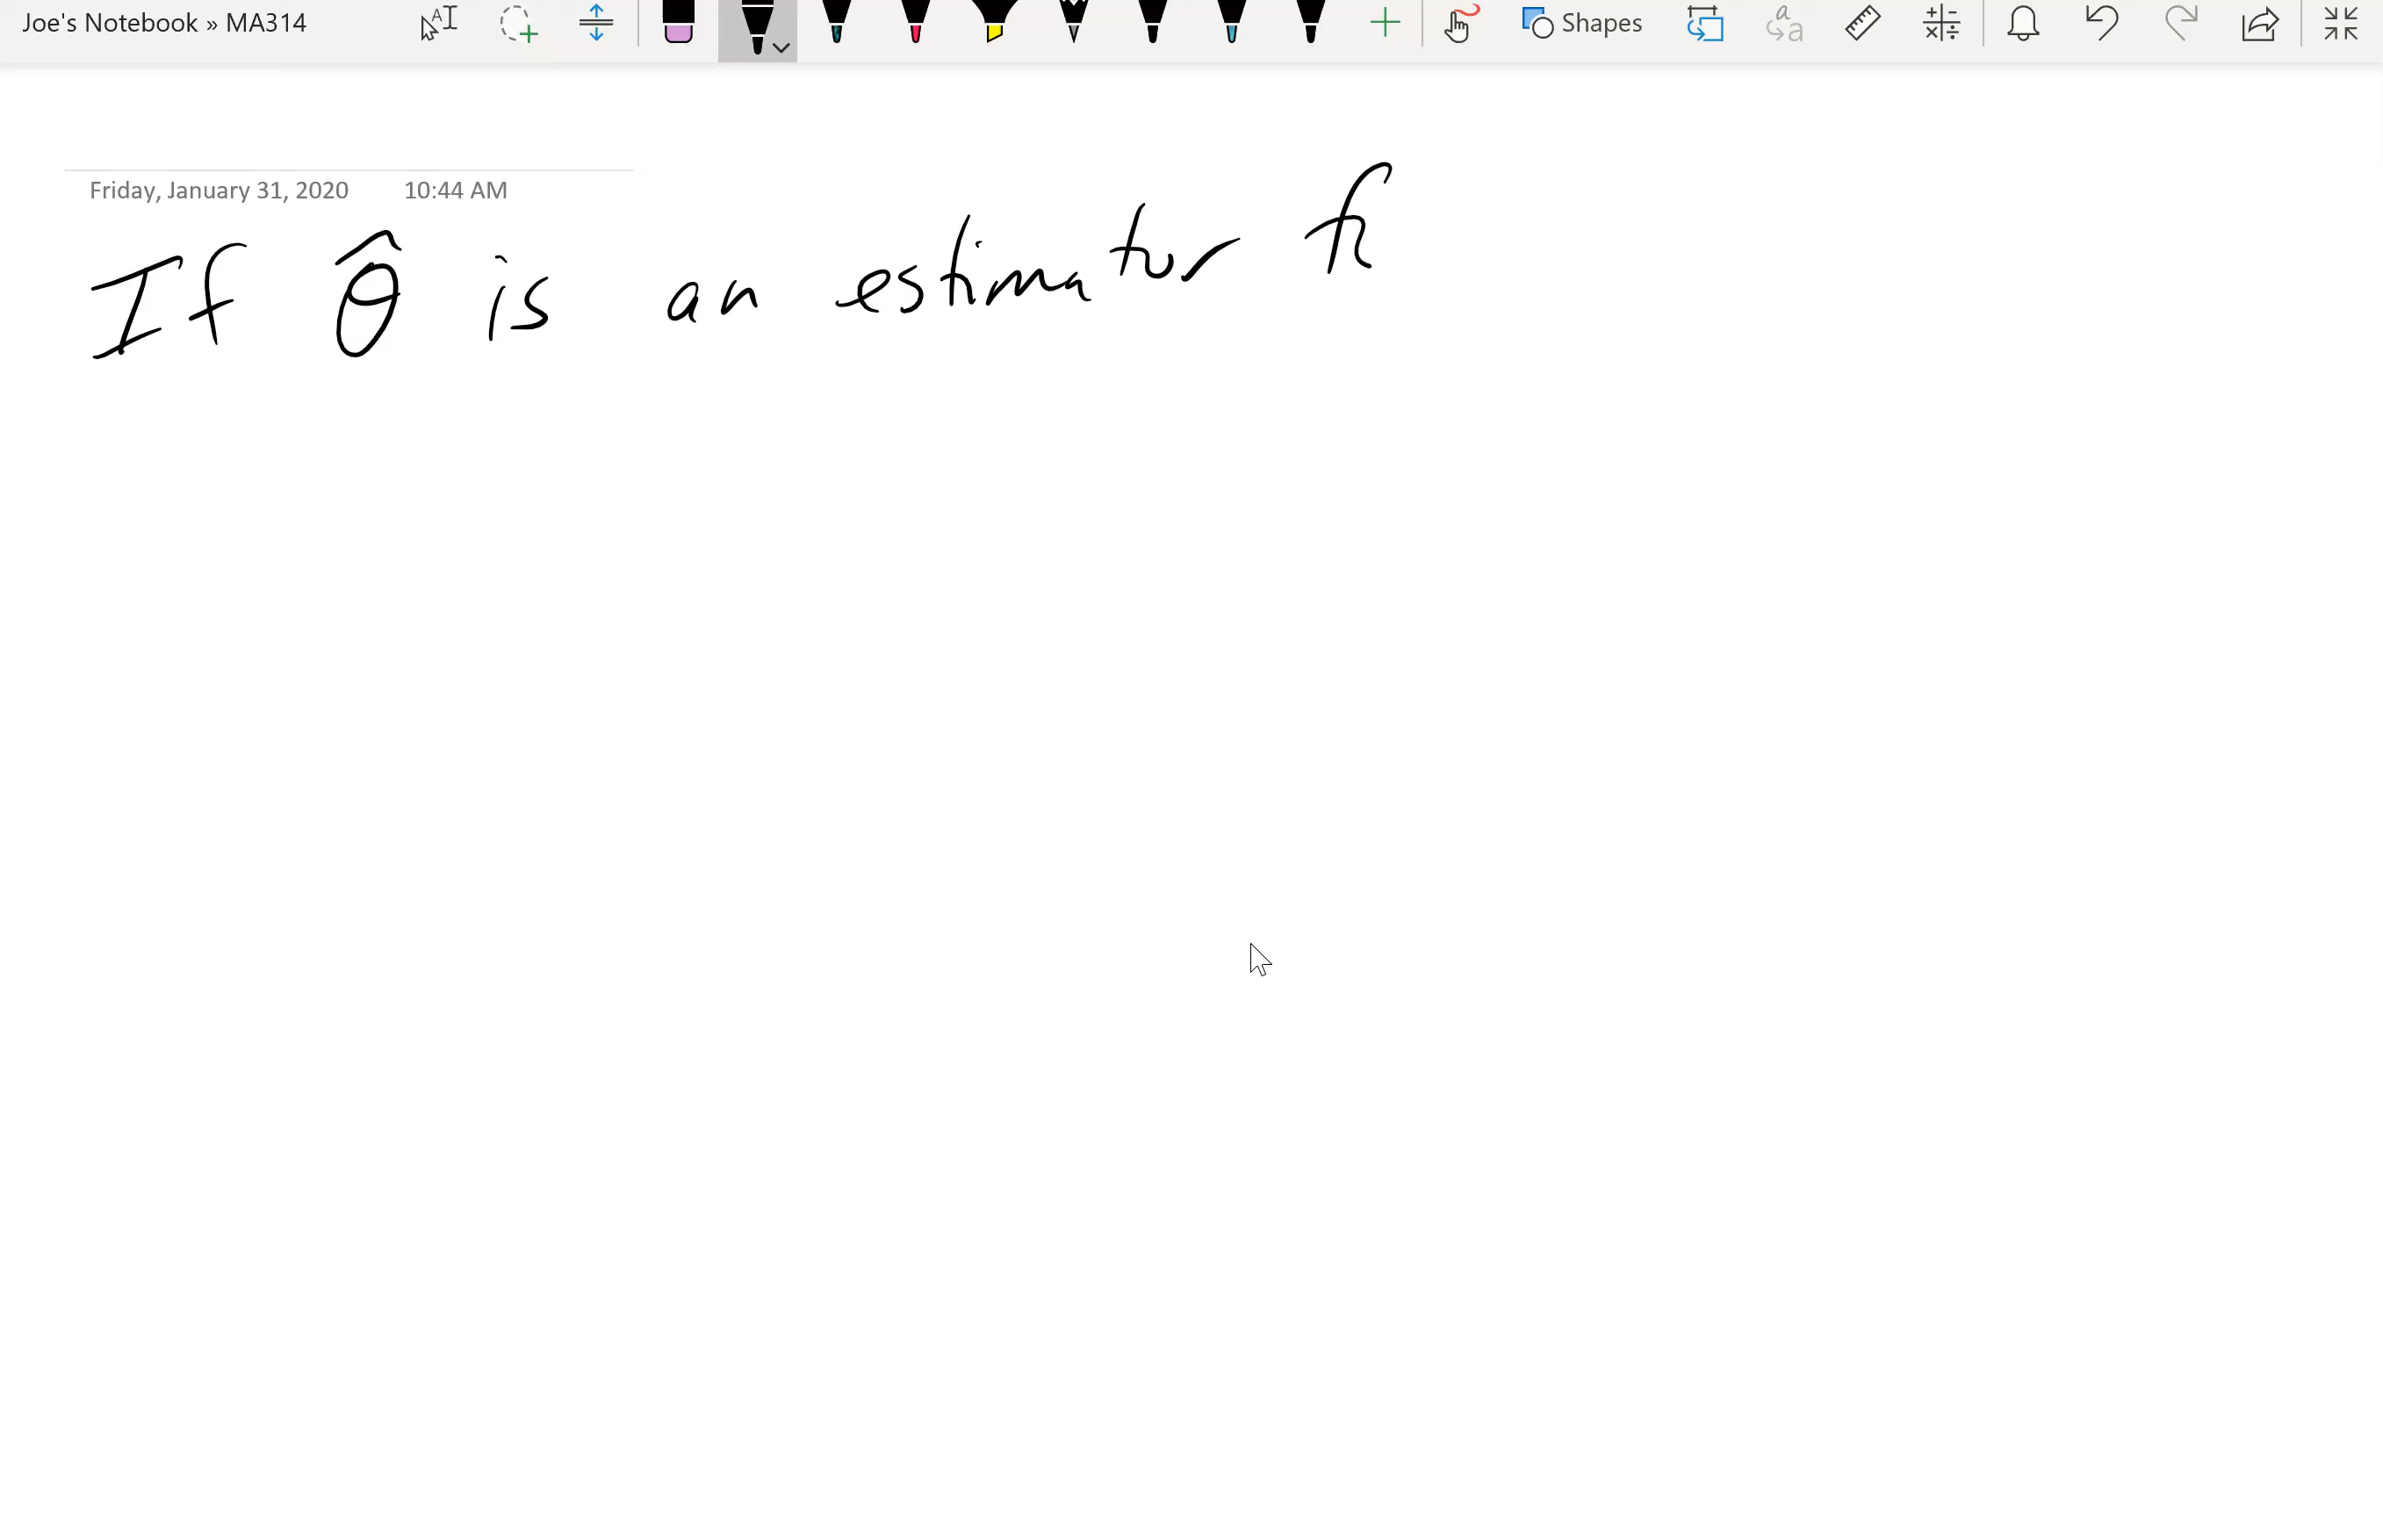 Joe's Notebook » MA314 Shapes
Friday, January 31, 2020 10:44 AM
If θ̂ is an estimator